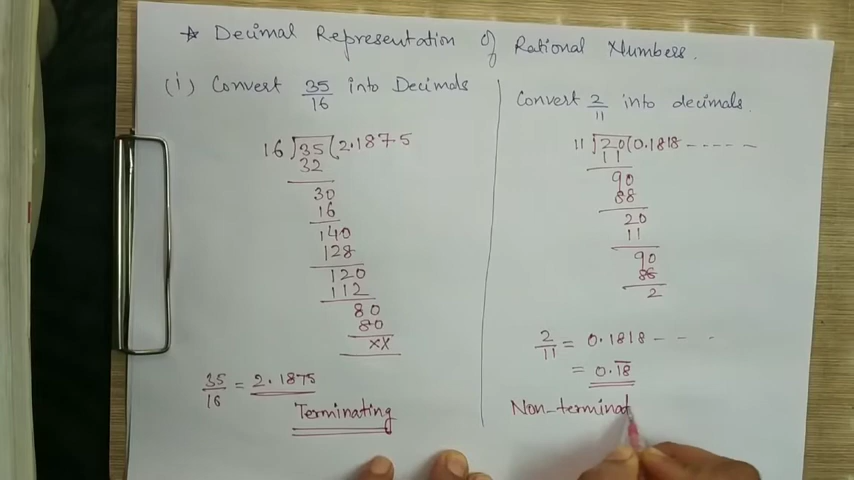 * Decimal Representation of Rational Numbers.
(i) Convert 35/16 into Decimals
16)35(2.1875
32
30
16
140
128
120
112
80
80
xx
35/16 = 2.1875
Terminating
Convert 2/11 into decimals.
11)20(0.1818-----
11
90
88
20
11
90
88
2
2/11 = 0.1818 - - -
= 0.1̅8̅
Non-terminat